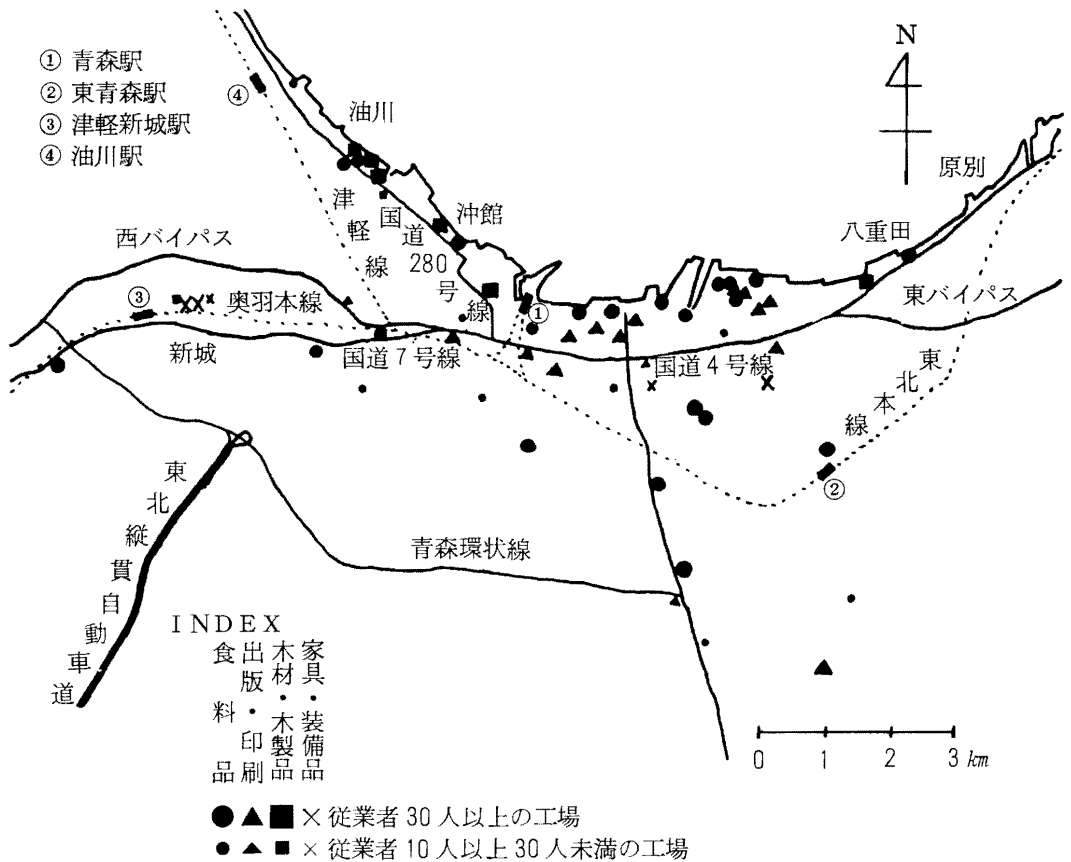 ① 青森駅
② 東青森駅
③ 津軽新城駅
④ 油川駅
N
④
油川
原別
津軽線
国道280号線
沖館
八重田
西バイパス
東バイパス
③
奥羽本線
①
新城
国道7号線
国道4号線
東北本線
②
青森環状線
東北縦貫自動車道
INDEX
食料品
出版・印刷
木材・木製品
家具・装備品
0 1 2 3 km
●▲■×従業者30人以上の工場
●▲■×従業者10人以上30人未満の工場